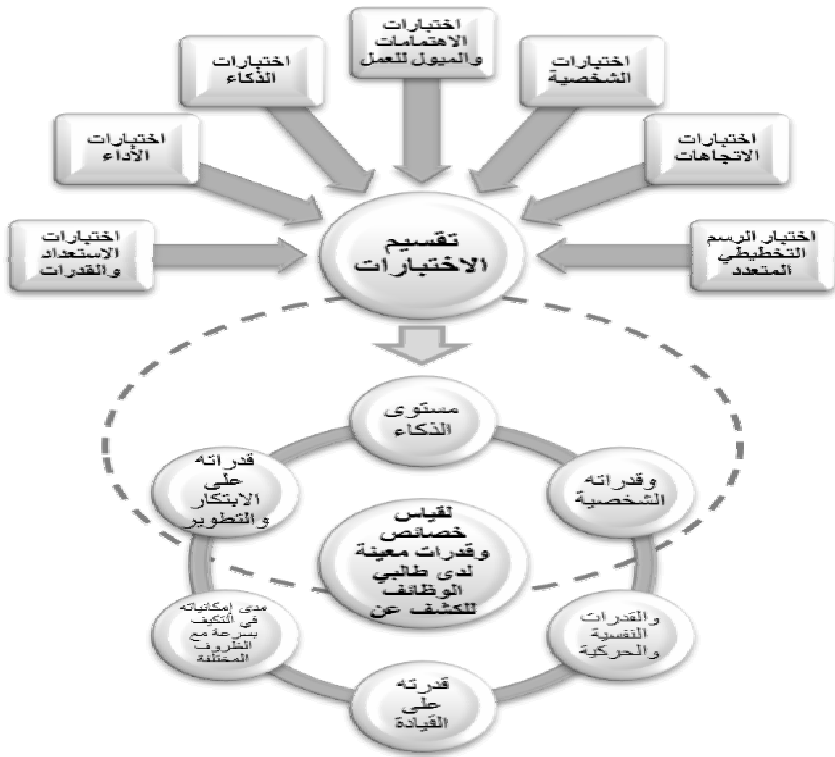 اختبارات
الاهتمامات
والميول للعمل
اختبارات
الشخصية
اختبارات
الذكاء
اختبارات
الاتجاهات
اختبارات
الأداء
اختبار الرسم
التخطيطي
المتعدد
اختبارات
الاستعداد
والقدرات
تقسيم
الاختبارات
مستوى
الذكاء
وقدراته
الشخصية
قدراته
على
الابتكار
والتطوير
لقياس
خصائص
وقدرات معينة
لدى طالبي
الوظائف
للكشف عن
والقدرات
النفسية
والحركية
مدى إمكانياته
في التكيف
بسرعة مع
الظروف
المختلفة
قدرته
على
القيادة